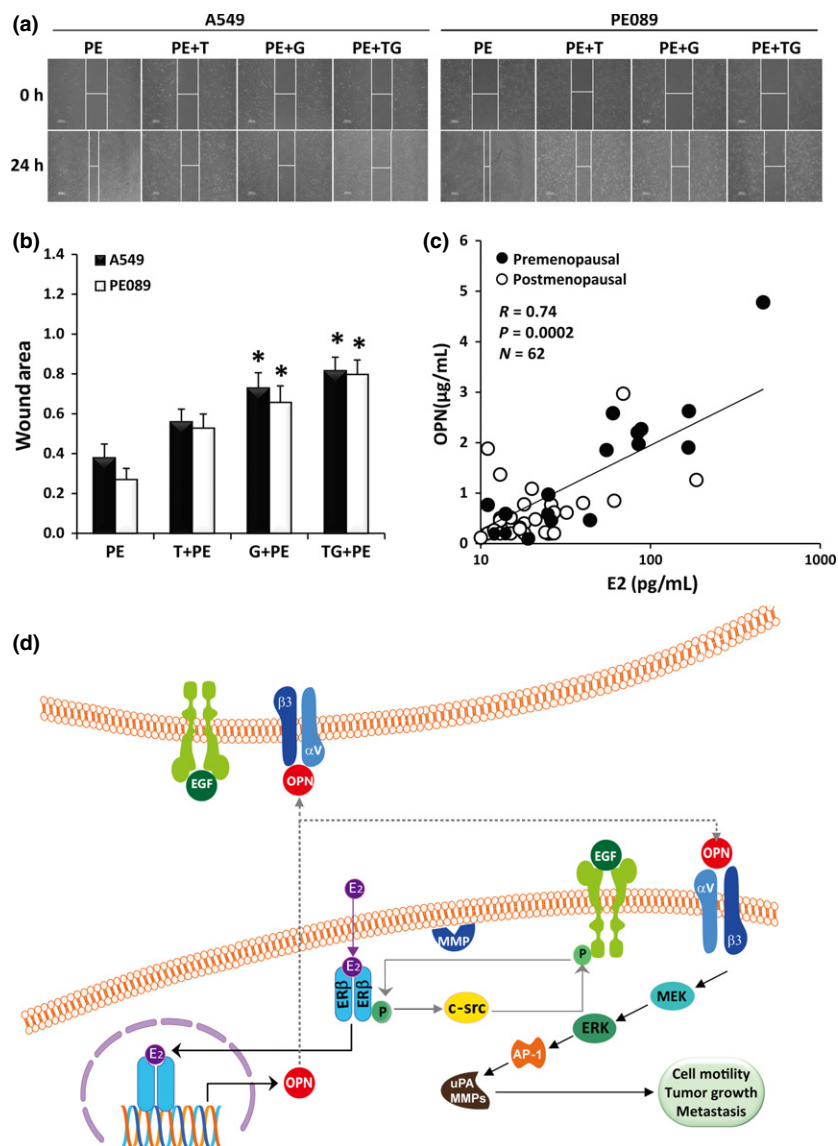 (a)
A549
PE089
PE
PE+T
PE+G
PE+TG
PE
PE+T
PE+G
PE+TG
0 h
24 h
(b)
1.4
1.2
1.0
0.8
0.6
0.4
0.2
0.0
Wound area
A549
PE089
*
*
*
*
PE
T+PE
G+PE
TG+PE
(c)
6
5
4
3
2
1
0
OPN(µg/mL)
Premenopausal
Postmenopausal
R = 0.74
P = 0.0002
N = 62
10
100
1000
E2 (pg/mL)
(d)
EGF
β3
αV
OPN
E2
E2
ERβ
ERβ
P
c-src
MMP
P
EGF
OPN
αV
β3
MEK
ERK
AP-1
uPA
MMPs
Cell motility
Tumor growth
Metastasis
E2
OPN